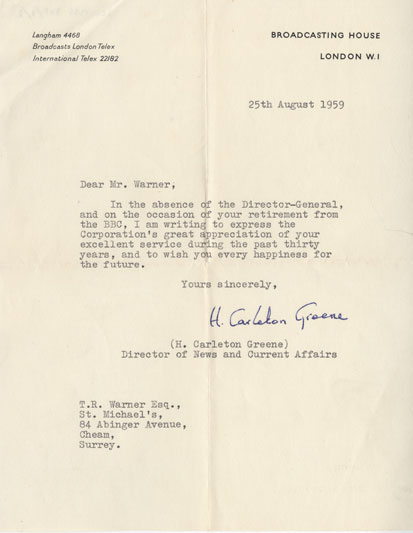 Langham 4468
Broadcasts London Telex
International Telex 22182
BROADCASTING HOUSE
LONDON W.1
25th August 1959
Dear Mr. Warner,
In the absence of the Director-General,
and on the occasion of your retirement from
the BBC, I am writing to express the
Corporation's great appreciation of your
excellent service during the past thirty
years, and to wish you every happiness for
the future.
Yours sincerely,
H. Carleton Greene
(H. Carleton Greene)
Director of News and Current Affairs
T.R. Warner Esq.,
St. Michael's,
84 Abinger Avenue,
Cheam,
Surrey.